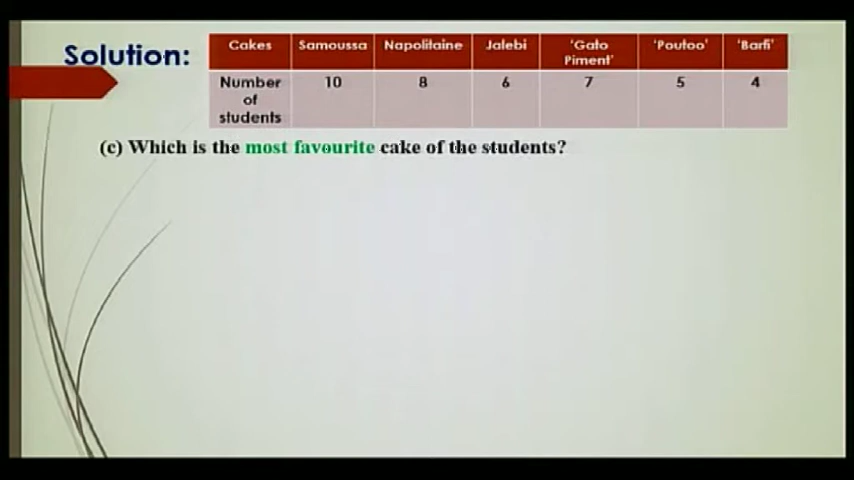 Solution:
Cakes Samoussa Napolitaine Jalebi 'Gato Piment' 'Poutoo' 'Barfi'
Number of students 10 8 6 7 5 4
(c) Which is the most favourite cake of the students?